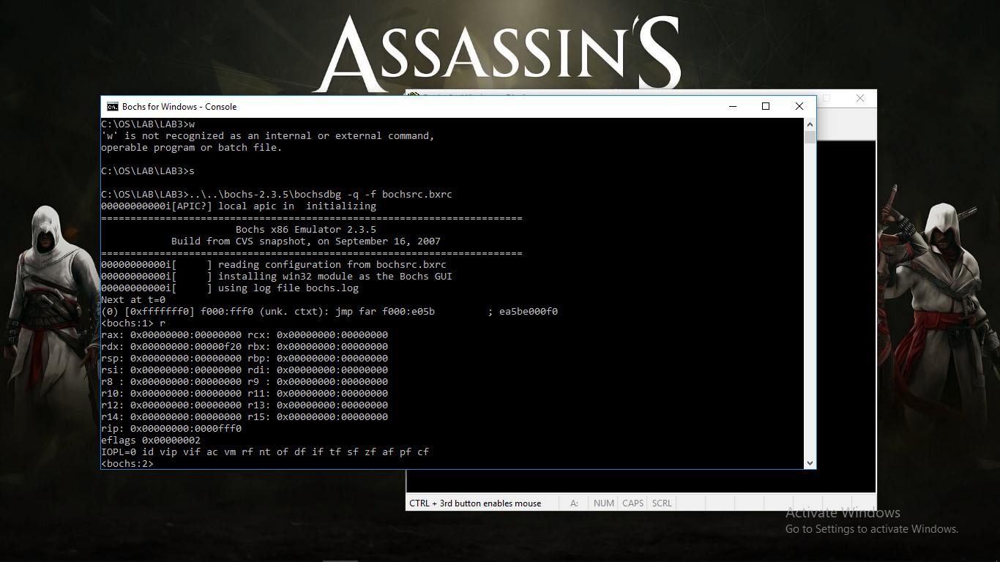 ASSASSIN'S
Bochs for Windows - Console
C:\OS\LAB\LAB3>w
'w' is not recognized as an internal or external command,
operable program or batch file.
C:\OS\LAB\LAB3>s
C:\OS\LAB\LAB3>..\..\bochs-2.3.5\bochsdbg -q -f bochsrc.bxrc
00000000000i[APIC?] local apic in  initializing
========================================================================
Bochs x86 Emulator 2.3.5
Build from CVS snapshot, on September 16, 2007
========================================================================
00000000000i[     ] reading configuration from bochsrc.bxrc
00000000000i[     ] installing win32 module as the Bochs GUI
00000000000i[     ] using log file bochs.log
Next at t=0
(0) [0xfffffff0] f000:fff0 (unk. ctxt): jmp far f000:e05b         ; ea5be000f0
<bochs:1> r
rax: 0x00000000:00000000 rcx: 0x00000000:00000000
rdx: 0x00000000:00000f20 rbx: 0x00000000:00000000
rsp: 0x00000000:00000000 rbp: 0x00000000:00000000
rsi: 0x00000000:00000000 rdi: 0x00000000:00000000
r8 : 0x00000000:00000000 r9 : 0x00000000:00000000
r10: 0x00000000:00000000 r11: 0x00000000:00000000
r12: 0x00000000:00000000 r13: 0x00000000:00000000
r14: 0x00000000:00000000 r15: 0x00000000:00000000
rip: 0x00000000:0000fff0
eflags 0x00000002
IOPL=0 id vip vif ac vm rf nt of df if tf sf zf af pf cf
<bochs:2>
CTRL + 3rd button enables mouse A: NUM CAPS SCRL
Activate Windows
Go to Settings to activate Windows.